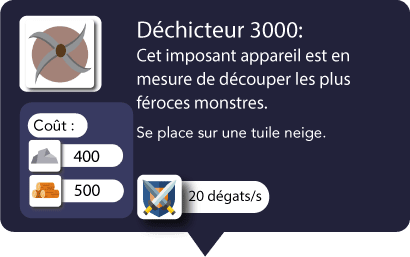 Déchicteur 3000:
Cet imposant appareil est en
mesure de découper les plus
féroces monstres.
Se place sur une tuile neige.
Coût :
400
500
20 dégats/s